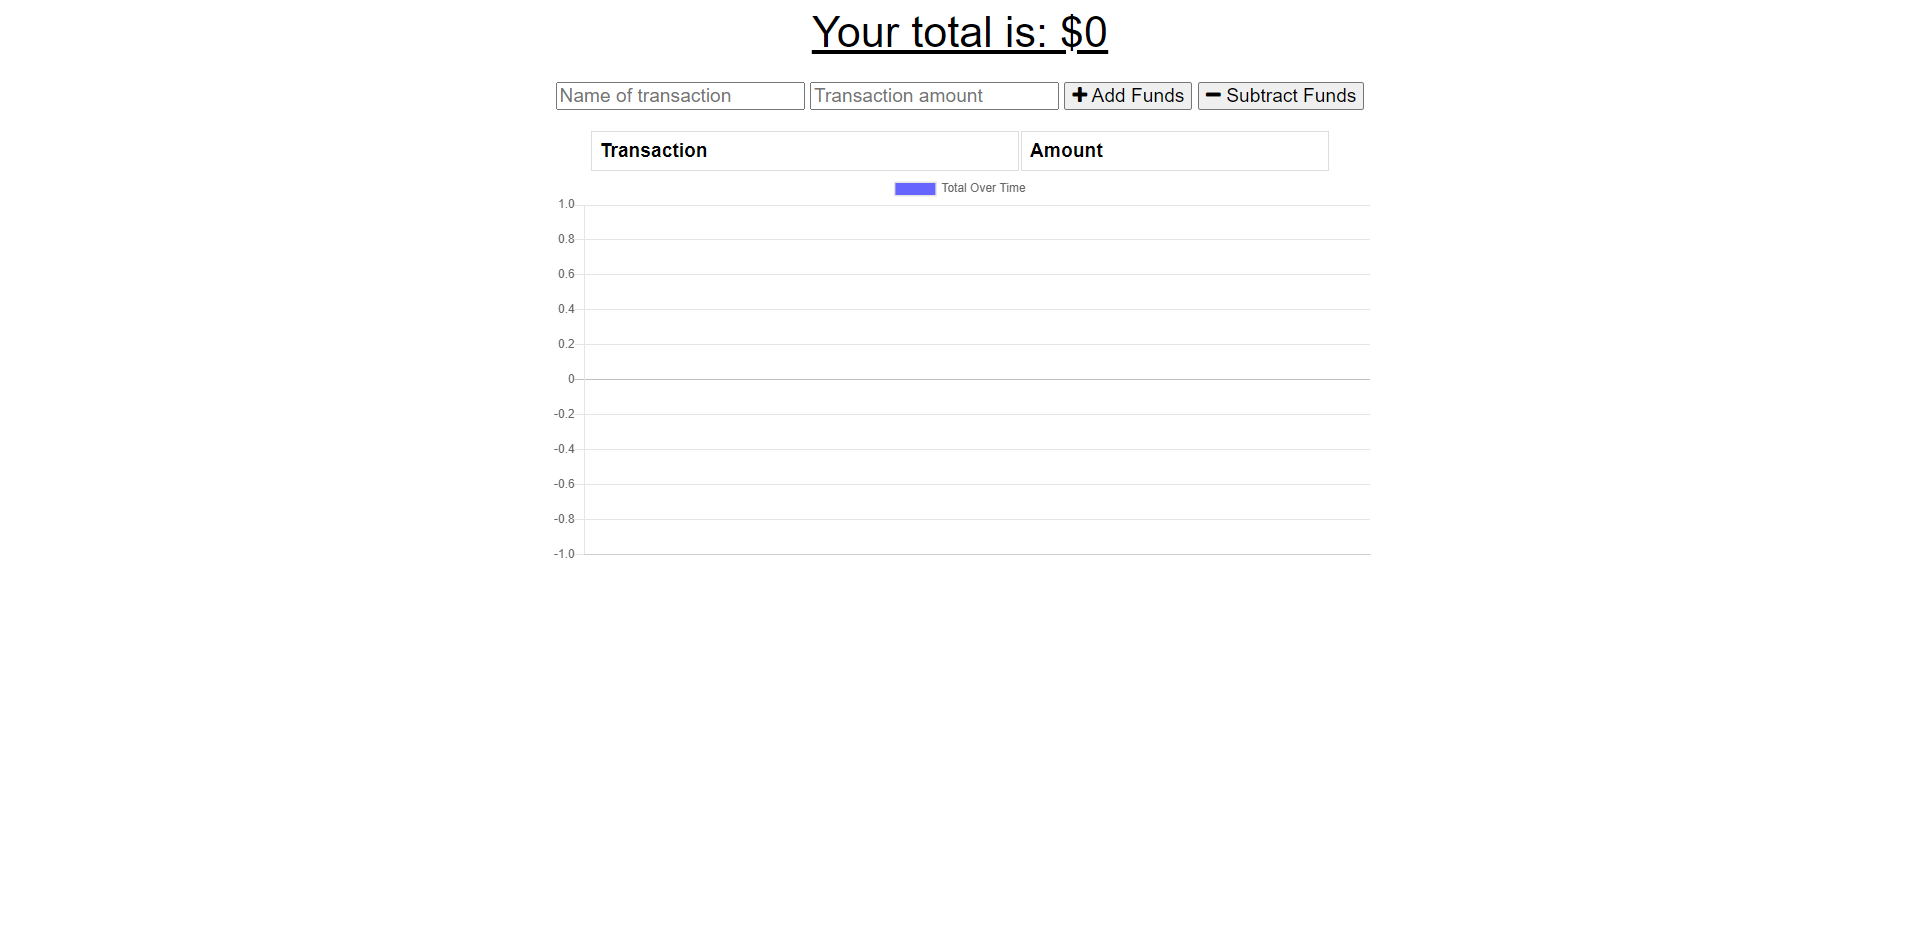 Your total is: $0
Name of transaction Transaction amount Add Funds Subtract Funds
Transaction Amount
Total Over Time
1.0
0.8
0.6
0.4
0.2
0
-0.2
-0.4
-0.6
-0.8
-1.0